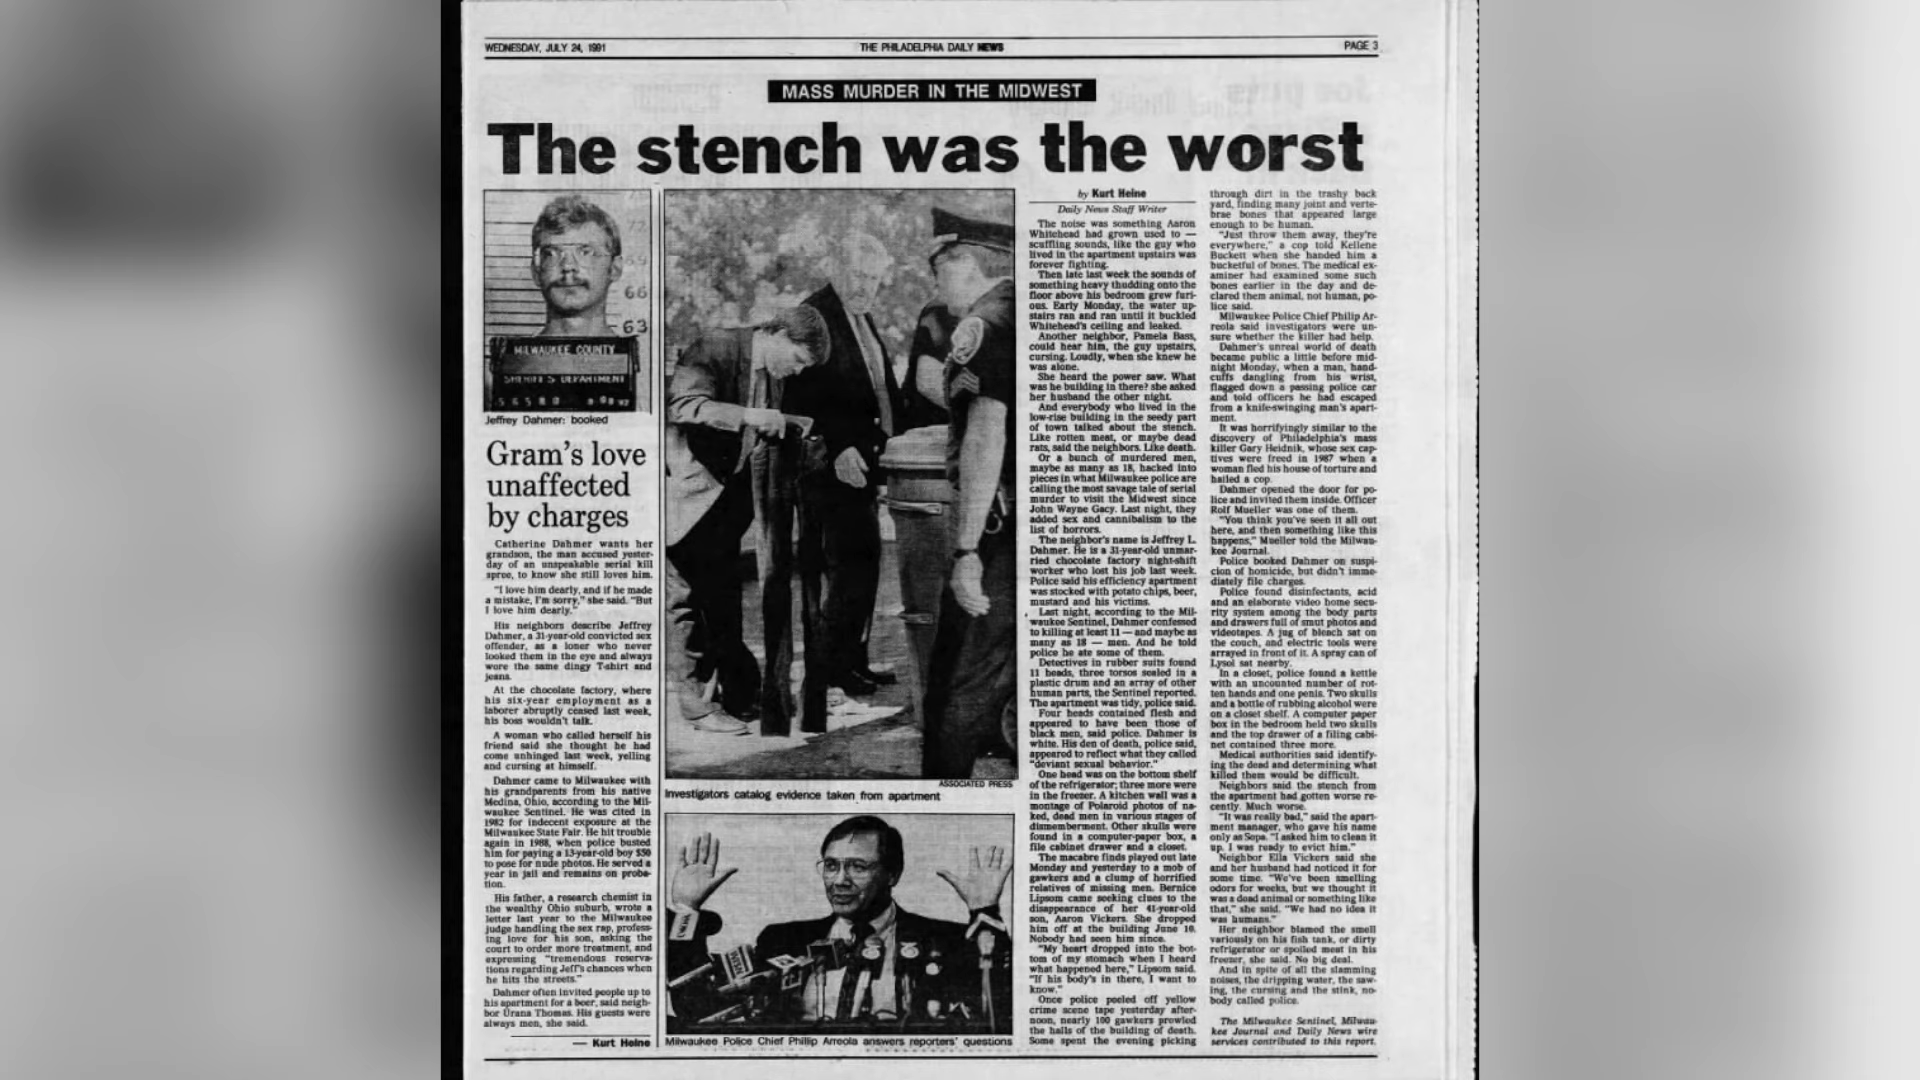 WEDNESDAY, JULY 24, 1991
THE PHILADELPHIA DAILY NEWS
PAGE 3
MASS MURDER IN THE MIDWEST
The stench was the worst
72
69
66
63
MILWAUKEE COUNTY
SHERIFF'S DEPARTMENT
Jeffrey Dahmer: booked
Gram's love
unaffected
by charges
Catherine Dahmer wants her
grandson, the man accused yester-
day of an unspeakable serial kill
spree, to know she still loves him.
"I love him dearly, and if he made
a mistake, I'm sorry," she said. "But
I love him dearly."
His neighbors describe Jeffrey
Dahmer, a 31-year-old convicted sex
offender, as a loner who never
looked them in the eye and always
wore the same dingy T-shirt and
jeans.
At the chocolate factory, where
his six-year employment as a
laborer abruptly ceased last week,
his boss wouldn't talk.
A woman who called herself his
friend said she thought he had
come unhinged last week, yelling
and cursing at himself.
Dahmer came to Milwaukee with
his grandparents from his native
Medina, Ohio, according to the Mil-
waukee Sentinel. He was cited in
1982 for indecent exposure at the
Milwaukee State Fair. He hit trouble
again in 1988, when police busted
him for paying a 13-year-old boy $50
to pose for nude photos. He served a
year in jail and remains on proba-
tion.
His father, a research chemist in
the wealthy Ohio suburb, wrote a
letter last year to the Milwaukee
judge handling the sex rap, profess-
ing love for his son, asking the
court to order more treatment, and
expressing "tremendous reserva-
tions regarding Jeff's chances when
he hits the streets."
Dahmer often invited people up to
his apartment for a beer, said neigh-
bor Urana Thomas. His guests were
always men, she said.
— Kurt Heine
ASSOCIATED PRESS
Investigators catalog evidence taken from apartment
Milwaukee Police Chief Phillip Arreola answers reporters' questions
by Kurt Heine
Daily News Staff Writer
The noise was something Aaron
Whitehead had grown used to —
scuffling sounds, like the guy who
lived in the apartment upstairs was
forever fighting.
Then late last week the sounds of
something heavy thudding onto the
floor above his bedroom grew furi-
ous. Early Monday, the water up-
stairs ran and ran until it buckled
Whitehead's ceiling and leaked.
Another neighbor, Pamela Bass,
could hear him, the guy upstairs,
cursing. Loudly, when she knew he
was alone.
She heard the power saw. What
was he building in there? she asked
her husband the other night.
And everybody who lived in the
low-rise building in the seedy part
of town talked about the stench.
Like rotten meat, or maybe dead
rats, said the neighbors. Like death.
Or a bunch of murdered men,
maybe as many as 18, hacked into
pieces in what Milwaukee police are
calling the most savage tale of serial
murder to visit the Midwest since
John Wayne Gacy. Last night, they
added sex and cannibalism to the
list of horrors.
The neighbor's name is Jeffrey L.
Dahmer. He is a 31-year-old unmar-
ried chocolate factory night-shift
worker who lost his job last week.
Police said his efficiency apartment
was stocked with potato chips, beer,
mustard and his victims.
Last night, according to the Mil-
waukee Sentinel, Dahmer confessed
to killing at least 11 — and maybe as
many as 18 — men. And he told
police he ate some of them.
Detectives in rubber suits found
11 heads, three torsos sealed in a
plastic drum and an array of other
human parts, the Sentinel reported.
The apartment was tidy, police said.
Four heads contained flesh and
appeared to have been those of
black men, said police. Dahmer is
white. His den of death, police said,
appeared to reflect what they called
"deviant sexual behavior."
One head was on the bottom shelf
of the refrigerator; three more were
in the freezer. A kitchen wall was a
montage of Polaroid photos of na-
ked, dead men in various stages of
dismemberment. Other skulls were
found in a computer-paper box, a
file cabinet drawer and a closet.
The macabre finds played out late
Monday and yesterday to a mob of
gawkers and a clump of horrified
relatives of missing men. Bernice
Lipsom came seeking clues to the
disappearance of her 41-year-old
son, Aaron Vickers. She dropped
him off at the building June 10.
Nobody had seen him since.
"My heart dropped into the bot-
tom of my stomach when I heard
what happened here," Lipsom said.
"If his body's in there, I want to
know."
Once police peeled off yellow
crime scene tape yesterday after-
noon, nearly 100 gawkers prowled
the halls of the building of death.
Some spent the evening picking
through dirt in the trashy back
yard, finding many joint and verte-
brae bones that appeared large
enough to be human.
"Just throw them away, they're
everywhere," a cop told Kellene
Buckett when she handed him a
bucketful of bones. The medical ex-
aminer had examined some such
bones earlier in the day and de-
clared them animal, not human, po-
lice said.
Milwaukee Police Chief Philip Ar-
reola said investigators were un-
sure whether the killer had help.
Dahmer's unreal world of death
became public a little before mid-
night Monday, when a man, hand-
cuffs dangling from his wrist,
flagged down a passing police car
and told officers he had escaped
from a knife-swinging man's apart-
ment.
It was horrifyingly similar to the
discovery of Philadelphia's mass
killer Gary Heidnik, whose sex cap-
tives were freed in 1987 when a
woman fled his house of torture and
hailed a cop.
Dahmer opened the door for po-
lice and invited them inside. Officer
Rolf Mueller was one of them.
"You think you've seen it all out
here, and then something like this
happens," Mueller told the Milwau-
kee Journal.
Police booked Dahmer on suspi-
cion of homicide, but didn't imme-
diately file charges.
Police found disinfectants, acid
and an elaborate video home secu-
rity system among the body parts
and drawers full of smut photos and
videotapes. A jug of bleach sat on
the couch, and electric tools were
arrayed in front of it. A spray can of
Lysol sat nearby.
In a closet, police found a kettle
with an uncounted number of rot-
ten hands and one penis. Two skulls
and a bottle of rubbing alcohol were
on a closet shelf. A computer paper
box in the bedroom held two skulls
and the top drawer of a filing cabi-
net contained three more.
Medical authorities said identify-
ing the dead and determining what
killed them would be difficult.
Neighbors said the stench from
the apartment had gotten worse re-
cently. Much worse.
"It was really bad," said the apart-
ment manager, who gave his name
only as Sopa. "I asked him to clean it
up. I was ready to evict him."
Neighbor Ella Vickers said she
and her husband had noticed it for
some time. "We've been smelling
odors for weeks, but we thought it
was a dead animal or something like
that," she said. "We had no idea it
was humans."
Her neighbor blamed the smell
variously on his fish tank, or dirty
refrigerator or spoiled meat in his
freezer, she said. No big deal.
And in spite of all the slamming
noises, the dripping water, the saw-
ing, the cursing and the stink, no-
body called police.
The Milwaukee Sentinel, Milwau-
kee Journal and Daily News wire
services contributed to this report.